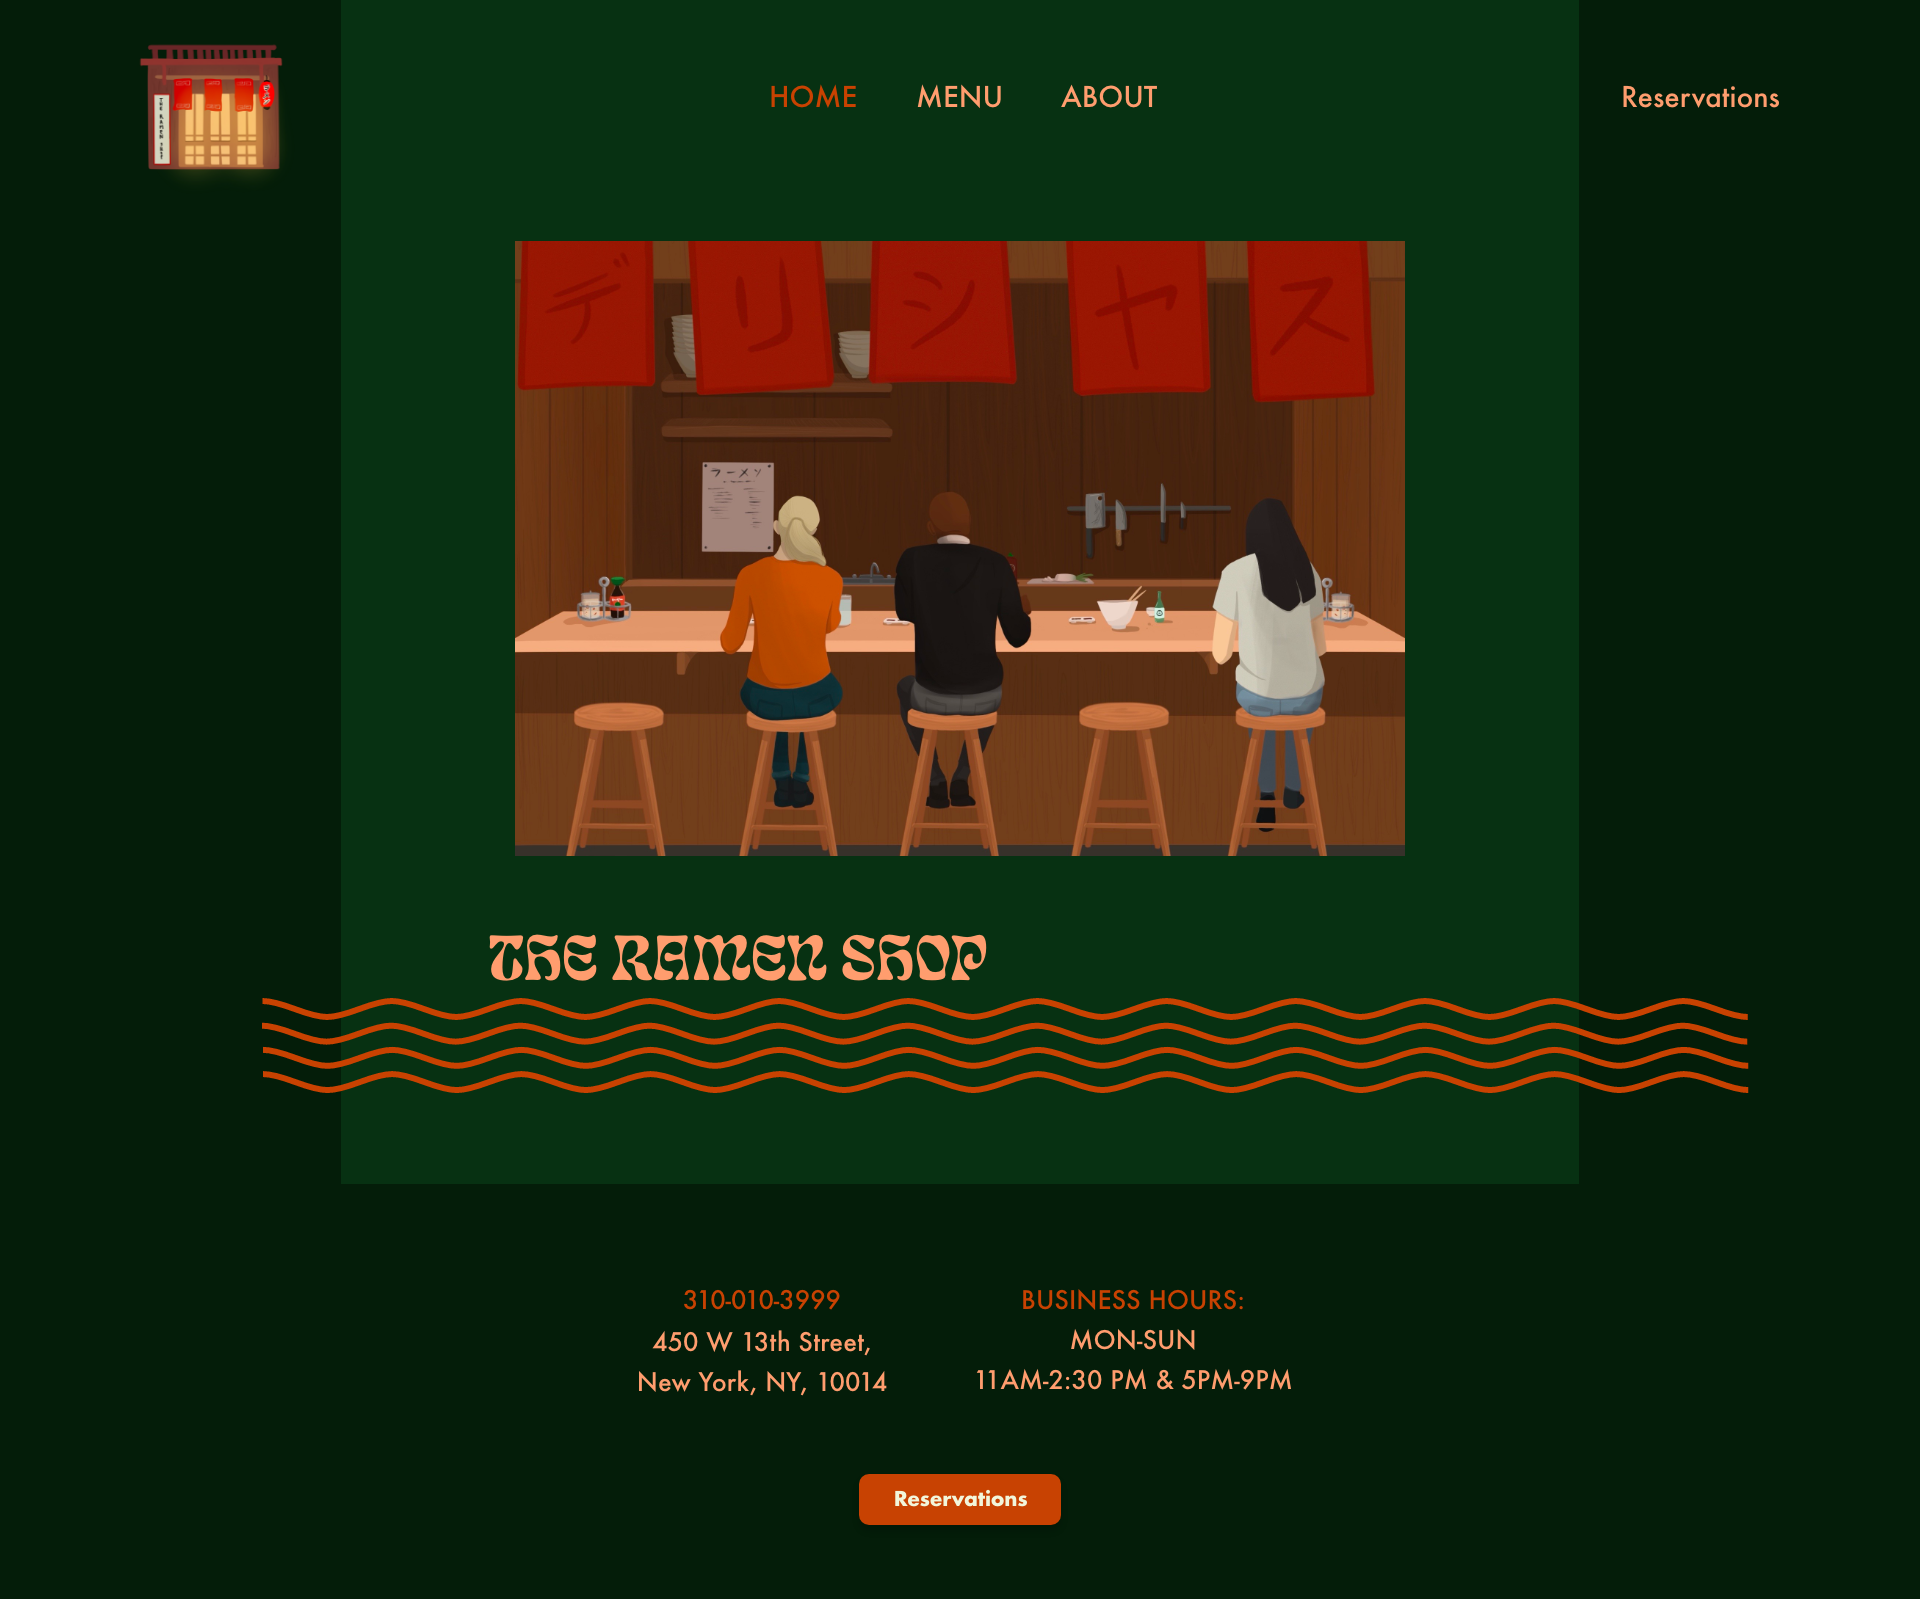 HOME
MENU
ABOUT
Reservations
デリシヤス
ラーメン
THE RAMEN SHOP
310-010-3999
450 W 13th Street,
New York, NY, 10014
BUSINESS HOURS:
MON-SUN
11AM-2:30 PM & 5PM-9PM
Reservations